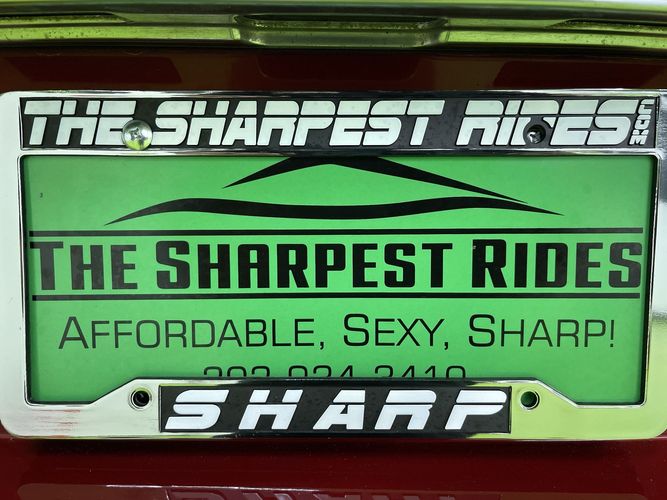 THE SHARPEST RIDES.COM
THE SHARPEST RIDES
AFFORDABLE, SEXY, SHARP!
SHARP